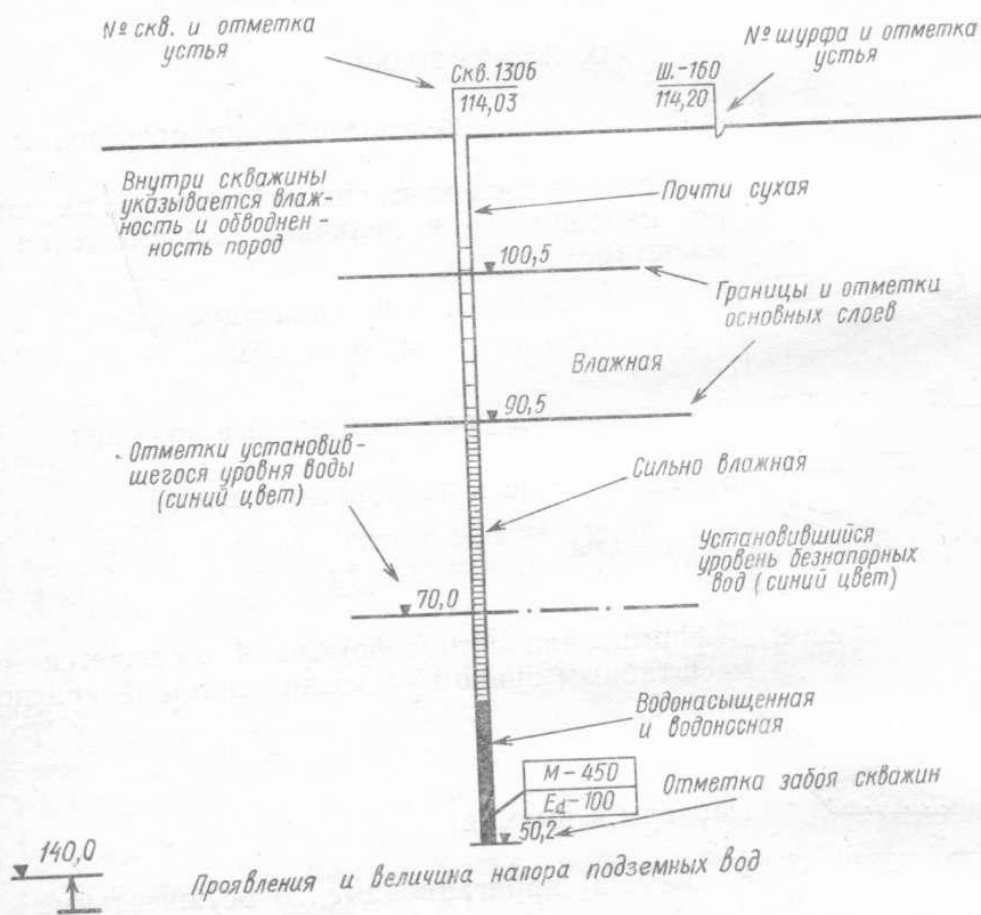 № скв. и отметка
устья
Скв. 1306
114,03
Ш.-160
114,20
№ шурфа и отметка
устья
Внутри скважины
указывается влаж-
ность и обводнен-
ность пород
Почти сухая
100,5
Границы и отметки
основных слоев
Влажная
90,5
Отметки установив-
шегося уровня воды
(синий цвет)
Сильно влажная
Установившийся
уровень безнапорных
вод (синий цвет)
70,0
Водонасыщенная
и водоносная
М-450
Ed-100
Отметка забоя скважин
50,2
140,0
Проявления и величина напора подземных вод